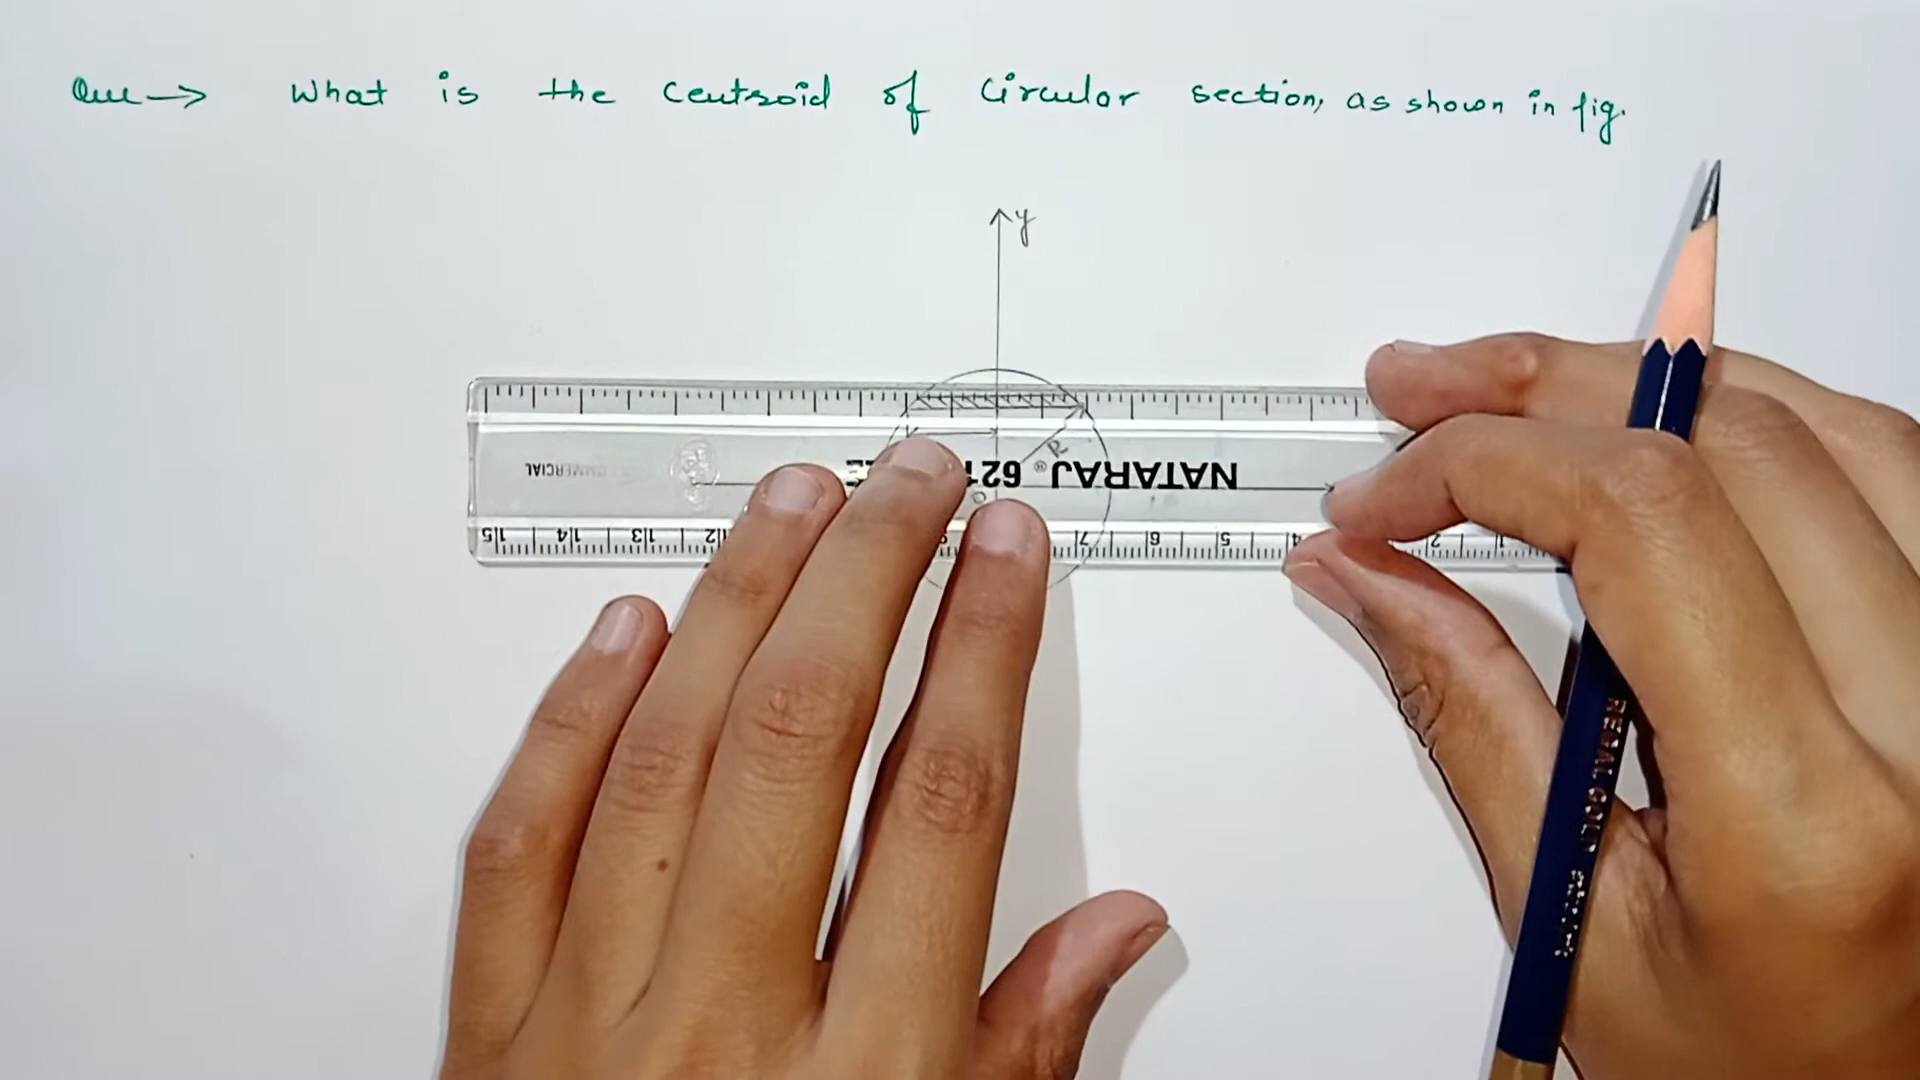 Que → What is the centroid of circular section, as shown in fig.
y
R
NATARAJ® 621
COMMERCIAL
O
15 14 13 12 7 6 5 4 2 1
REGAL GOLD